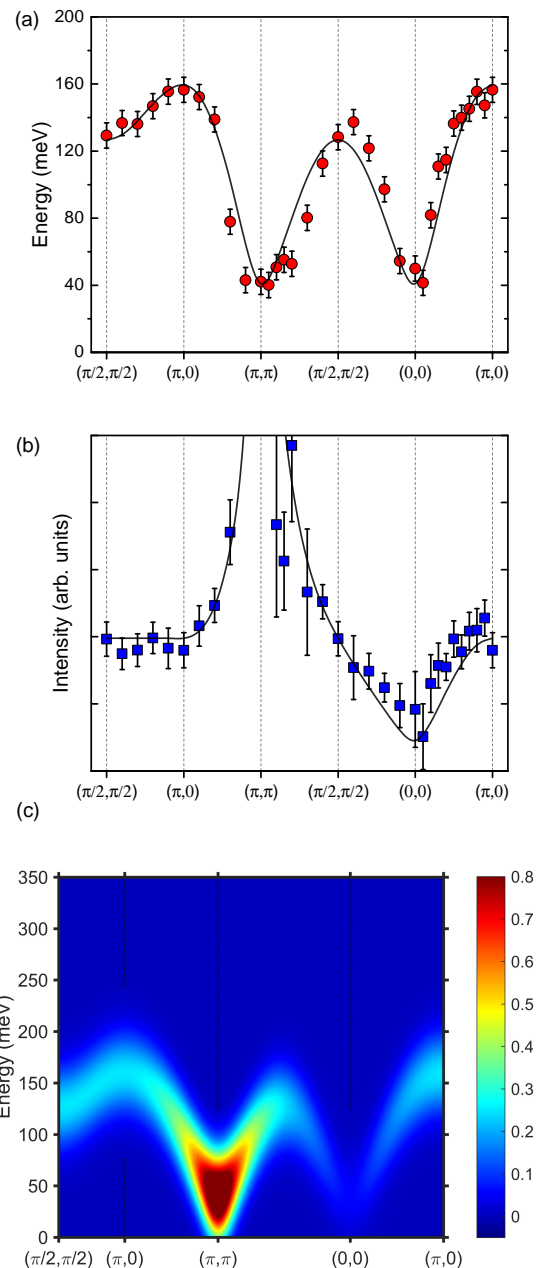 (a)
200
160
120
80
40
0
Energy (meV)
(π/2,π/2) (π,0) (π,π) (π/2,π/2) (0,0) (π,0)
(b)
Intensity (arb. units)
(π/2,π/2) (π,0) (π,π) (π/2,π/2) (0,0) (π,0)
(c)
350
300
250
200
150
100
50
0
Energy (meV)
(π/2,π/2) (π,0) (π,π) (0,0) (π,0)
0.8
0.7
0.6
0.5
0.4
0.3
0.2
0.1
0